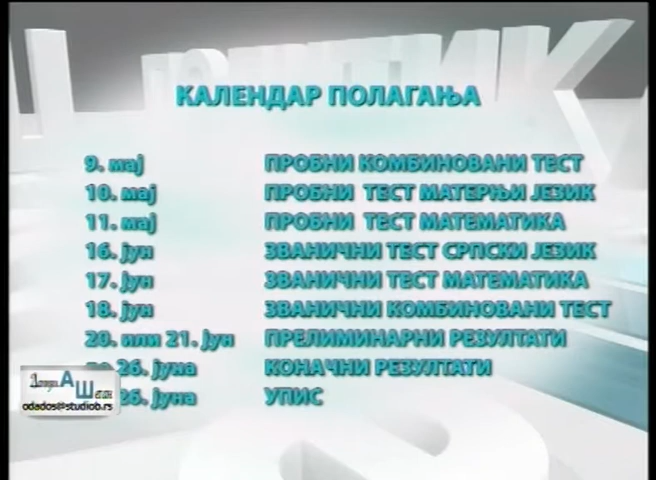 КАЛЕНДАР ПОЛАГАЊА
9. мај ПРОБНИ КОМБИНОВАНИ ТЕСТ
10. мај ПРОБНИ ТЕСТ МАТЕРЊИ ЈЕЗИК
11. мај ПРОБНИ ТЕСТ МАТЕМАТИКА
16. јун ЗВАНИЧНИ ТЕСТ СРПСКИ ЈЕЗИК
17. јун ЗВАНИЧНИ ТЕСТ МАТЕМАТИКА
18. јун ЗВАНИЧНИ КОМБИНОВАНИ ТЕСТ
20. или 21. јун ПРЕЛИМИНАРНИ РЕЗУЛТАТИ
26. јуна КОНАЧНИ РЕЗУЛТАТИ
26. јуна УПИС
odados@studiob.rs